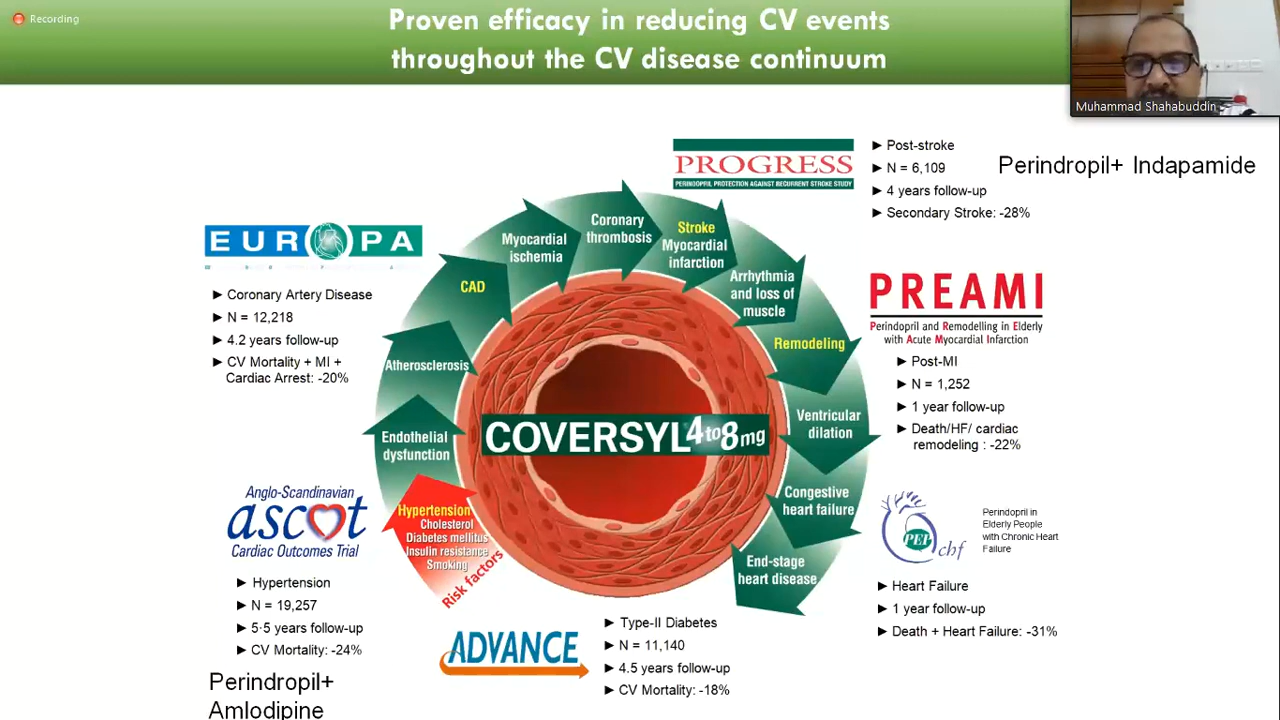 Recording
Proven efficacy in reducing CV events
throughout the CV disease continuum
Muhammad Shahabuddin
PROGRESS
PERINDOPRIL PROTECTION AGAINST RECURRENT STROKE STUDY
► Post-stroke
► N = 6,109
► 4 years follow-up
► Secondary Stroke: -28%
Perindropil+ Indapamide
EUROPA
► Coronary Artery Disease
► N = 12,218
► 4.2 years follow-up
► CV Mortality + MI +
Cardiac Arrest: -20%
PREAMI
Perindopril and Remodelling in Elderly
with Acute Myocardial Infarction
► Post-MI
► N = 1,252
► 1 year follow-up
► Death/HF/ cardiac
remodeling : -22%
Risk factors
Hypertension
Cholesterol
Diabetes mellitus
Insulin resistance
Smoking
Endothelial
dysfunction
Atherosclerosis
CAD
Myocardial
ischemia
Coronary
thrombosis
Stroke
Myocardial
infarction
Arrhythmia
and loss of
muscle
Remodeling
Ventricular
dilation
Congestive
heart failure
End-stage
heart disease
COVERSYL 4 to 8mg
Anglo-Scandinavian
ascot
Cardiac Outcomes Trial
► Hypertension
► N = 19,257
► 5·5 years follow-up
► CV Mortality: -24%
Perindropil+
Amlodipine
ADVANCE
► Type-II Diabetes
► N = 11,140
► 4.5 years follow-up
► CV Mortality: -18%
PEP
chf
Perindopril in
Elderly People
with Chronic Heart
Failure
► Heart Failure
► 1 year follow-up
► Death + Heart Failure: -31%